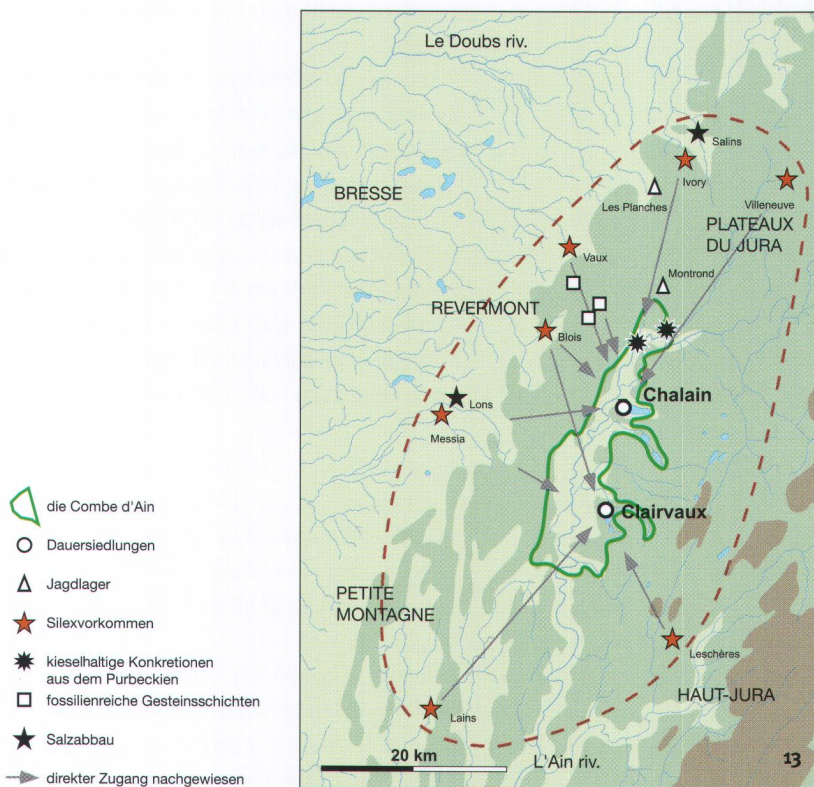 Le Doubs riv.
Salins
Ivory
BRESSE
Les Planches
Villeneuve
PLATEAUX
DU JURA
Vaux
Montrond
REVERMONT
Blois
Chalain
Lons
Messia
die Combe d'Ain
Clairvaux
Dauersiedlungen
Jagdlager
PETITE
MONTAGNE
Silexvorkommen
Leschères
kieselhaltige Konkretionen
aus dem Purbeckien
HAUT-JURA
fossilienreiche Gesteinsschichten
Lains
Salzabbau
20 km
L'Ain riv.
13
direkter Zugang nachgewiesen